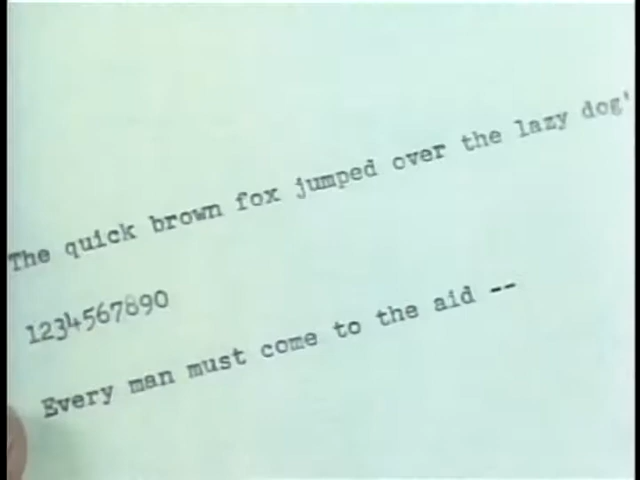 The quick brown fox jumped over the lazy dog'
1234567890
Every man must come to the aid --